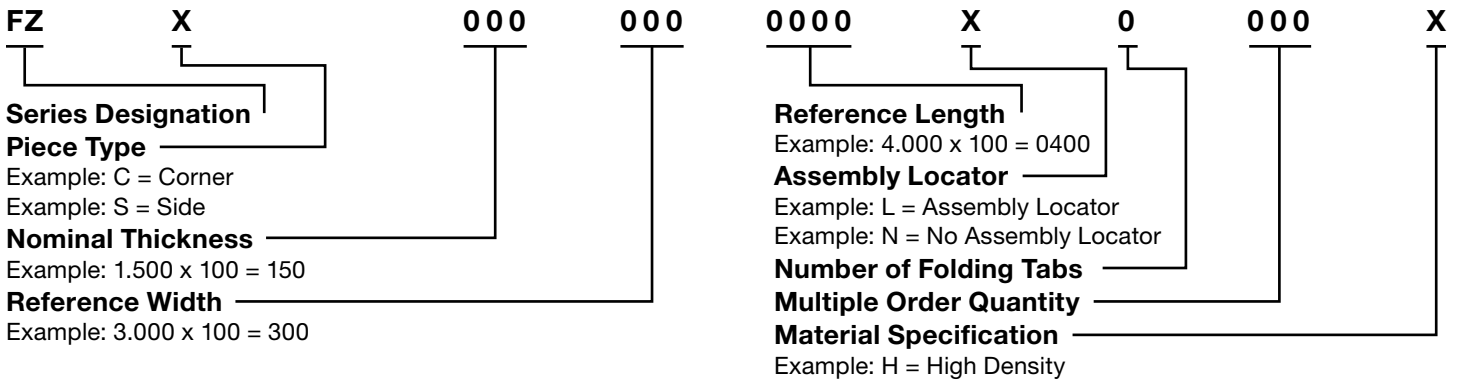 FZ X 000 000 0000 X 0 000 X
Series Designation
Piece Type
Example: C = Corner
Example: S = Side
Nominal Thickness
Example: 1.500 x 100 = 150
Reference Width
Example: 3.000 x 100 = 300
Reference Length
Example: 4.000 x 100 = 0400
Assembly Locator
Example: L = Assembly Locator
Example: N = No Assembly Locator
Number of Folding Tabs
Multiple Order Quantity
Material Specification
Example: H = High Density